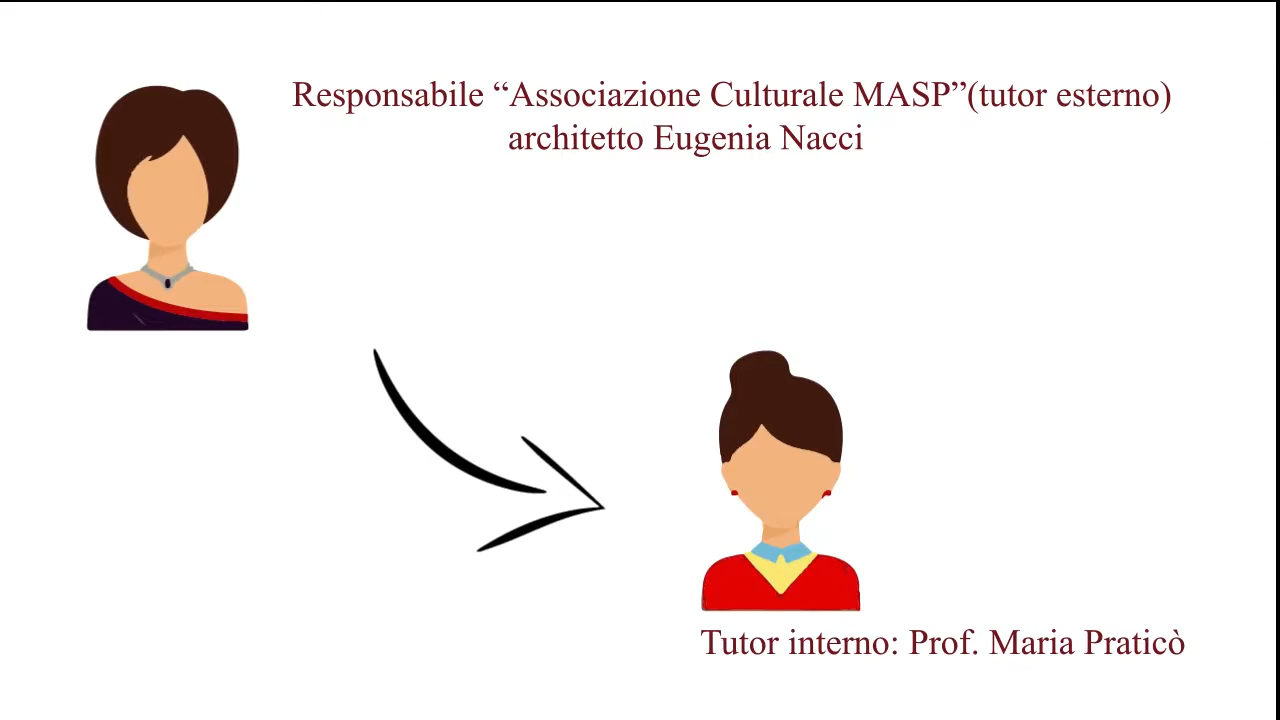 Responsabile “Associazione Culturale MASP”(tutor esterno)
architetto Eugenia Nacci
Tutor interno: Prof. Maria Praticò